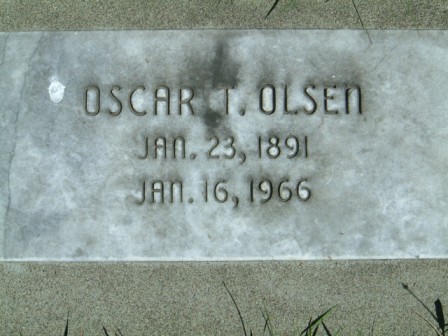 OSCAR T. OLSEN
JAN. 23, 1891
JAN. 16, 1966